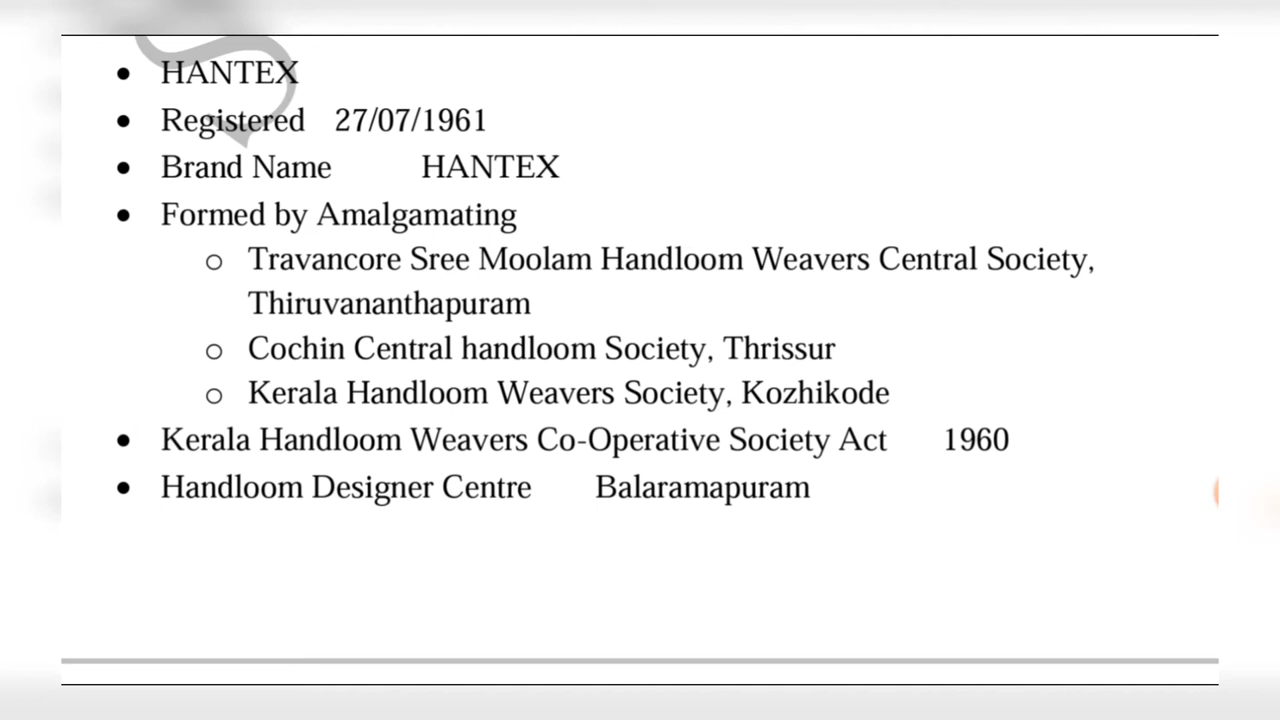 HANTEX
Registered 27/07/1961
Brand Name HANTEX
Formed by Amalgamating
Travancore Sree Moolam Handloom Weavers Central Society,
Thiruvananthapuram
Cochin Central handloom Society, Thrissur
Kerala Handloom Weavers Society, Kozhikode
Kerala Handloom Weavers Co-Operative Society Act 1960
Handloom Designer Centre Balaramapuram